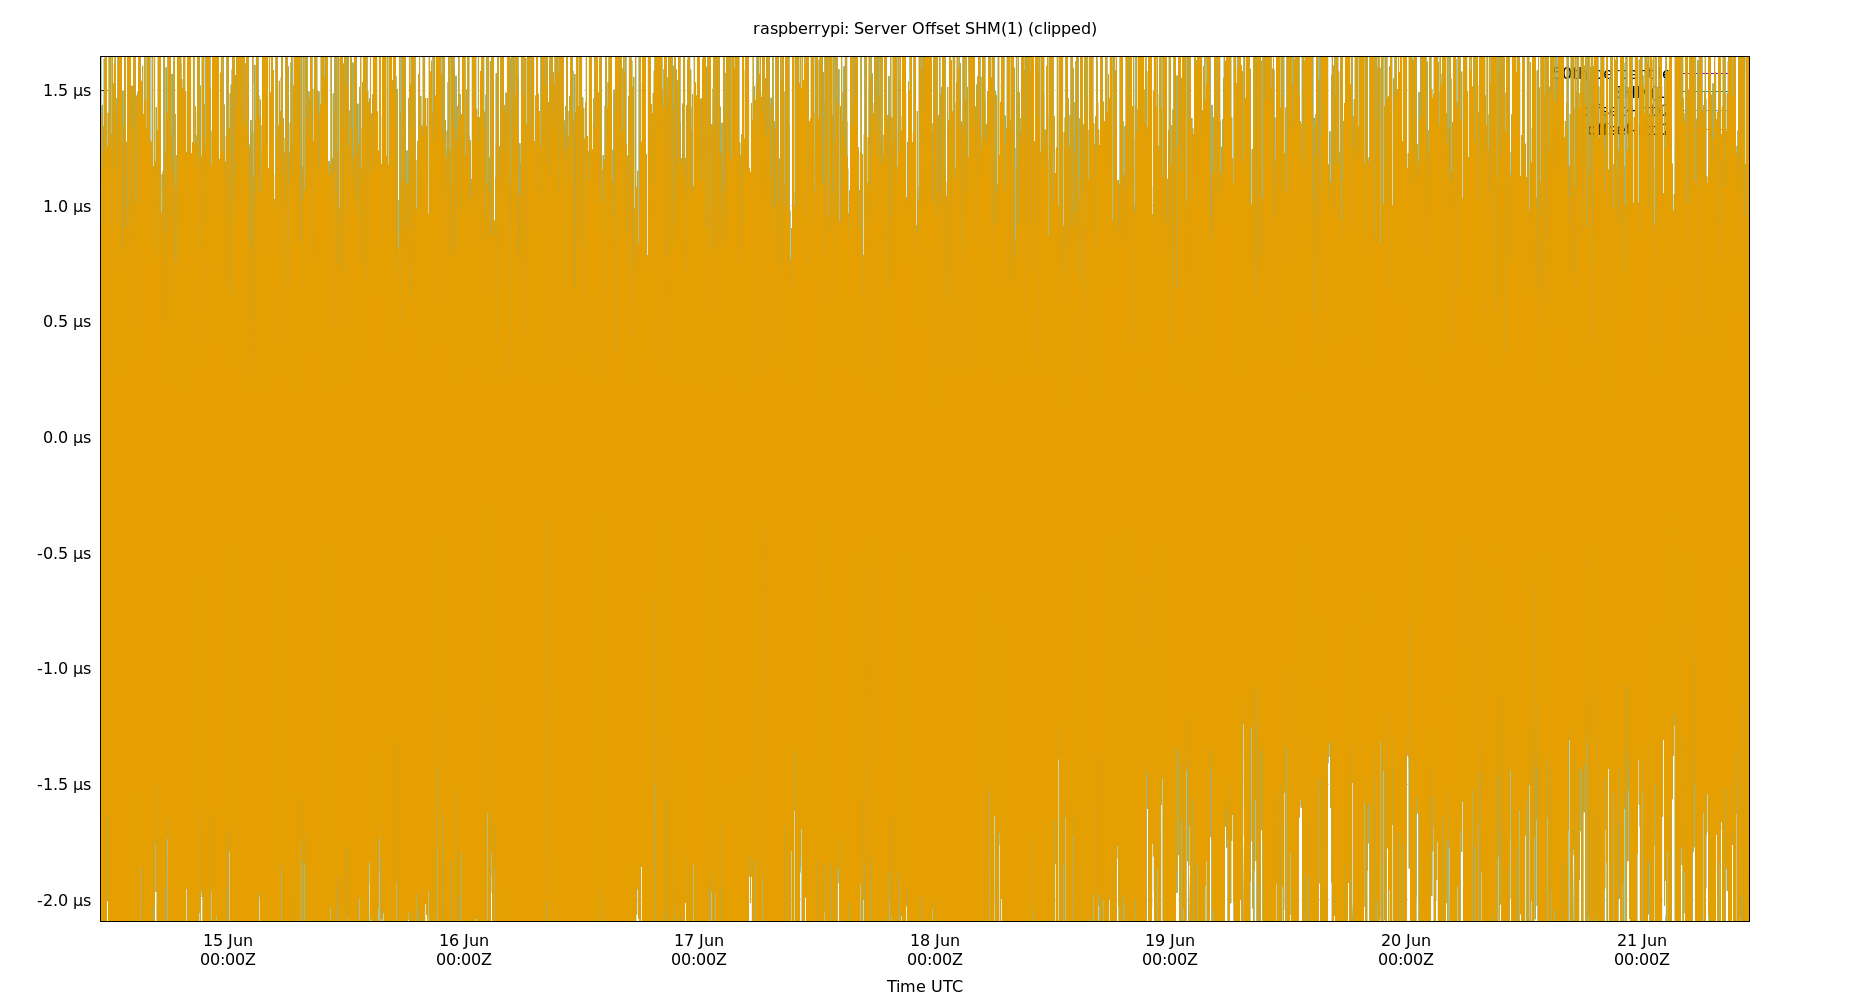 raspberrypi: Server Offset SHM(1) (clipped)
1.5 µs
1.0 µs
0.5 µs
0.0 µs
-0.5 µs
-1.0 µs
-1.5 µs
-2.0 µs
15 Jun 16 Jun 17 Jun 18 Jun 19 Jun 20 Jun 21 Jun
00:00Z 00:00Z 00:00Z 00:00Z 00:00Z 00:00Z 00:00Z
Time UTC